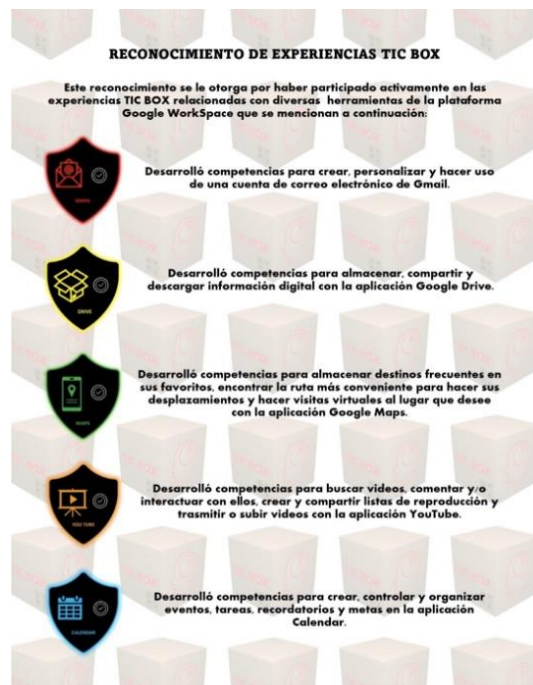 RECONOCIMIENTO DE EXPERIENCIAS TIC BOX
Este reconocimiento se le otorga por haber participado activamente en las
experiencias TIC BOX relacionadas con diversas herramientas de la plataforma
Google WorkSpace que se mencionan a continuación:
Desarrolló competencias para crear, personalizar y hacer uso
de una cuenta de correo electrónico de Gmail.
Desarrolló competencias para almacenar, compartir y
descargar información digital con la aplicación Google Drive.
DRIVE
Desarrolló competencias para almacenar destinos frecuentes en
sus favoritos, encontrar la ruta más conveniente para hacer sus
desplazamientos y hacer visitas virtuales al lugar que desee
con la aplicación Google Maps.
MAPS
Desarrolló competencias para buscar videos, comentar y/o
interactuar con ellos, crear y compartir listas de reproducción y
trasmitir o subir videos con la aplicación YouTube.
YOU TUBE
Desarrolló competencias para crear, controlar y organizar
eventos, tareas, recordatorios y metas en la aplicación
Calendar.
CALENDAR